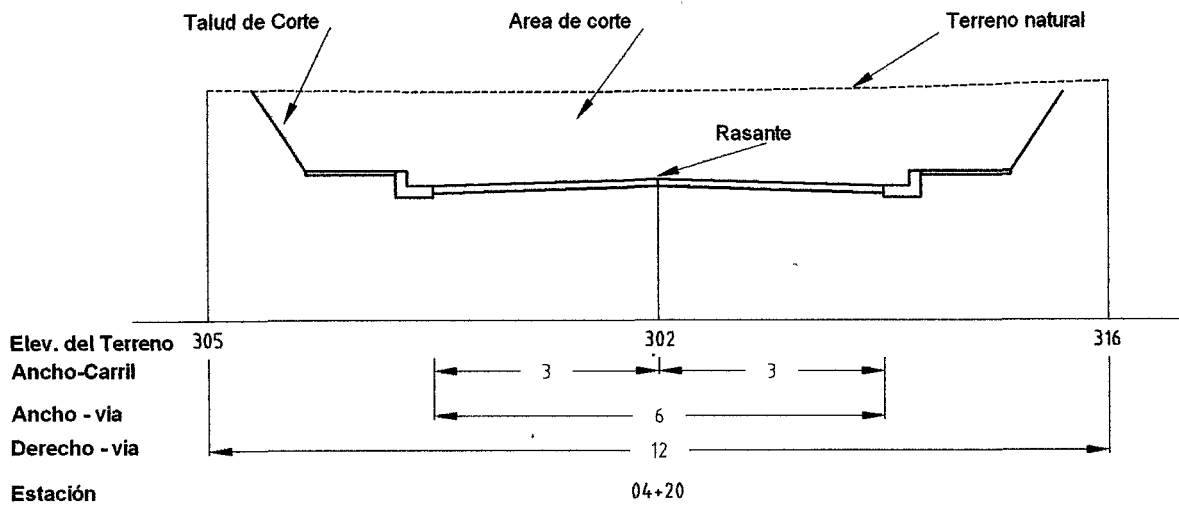 Talud de Corte Area de corte Terreno natural
Rasante
Elev. del Terreno 305 302 316
Ancho-Carril 3 3
Ancho - via 6
Derecho - via 12
Estación 04+20